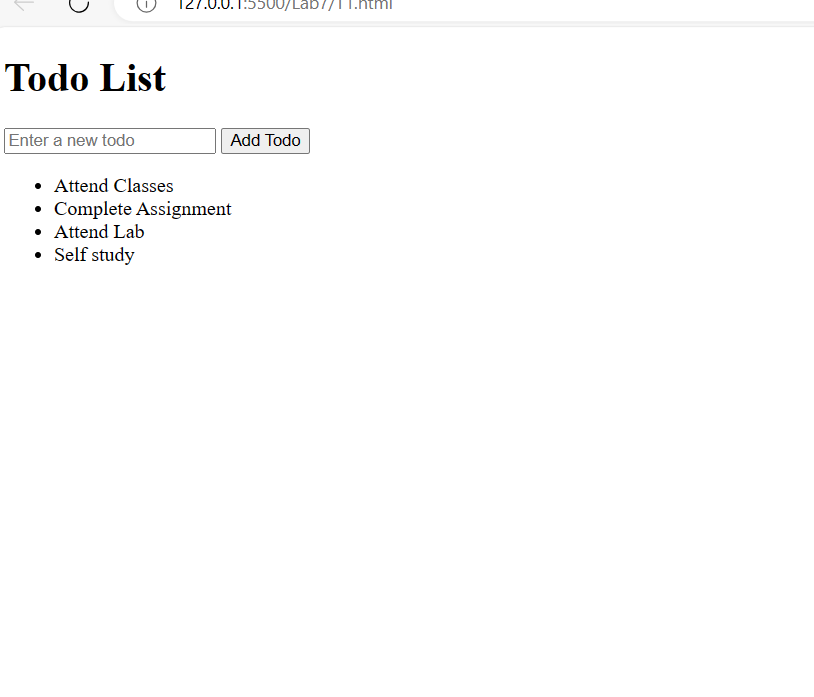 127.0.0.1:5500/Lab7/T1.html
Todo List
Enter a new todo Add Todo
Attend Classes
Complete Assignment
Attend Lab
Self study